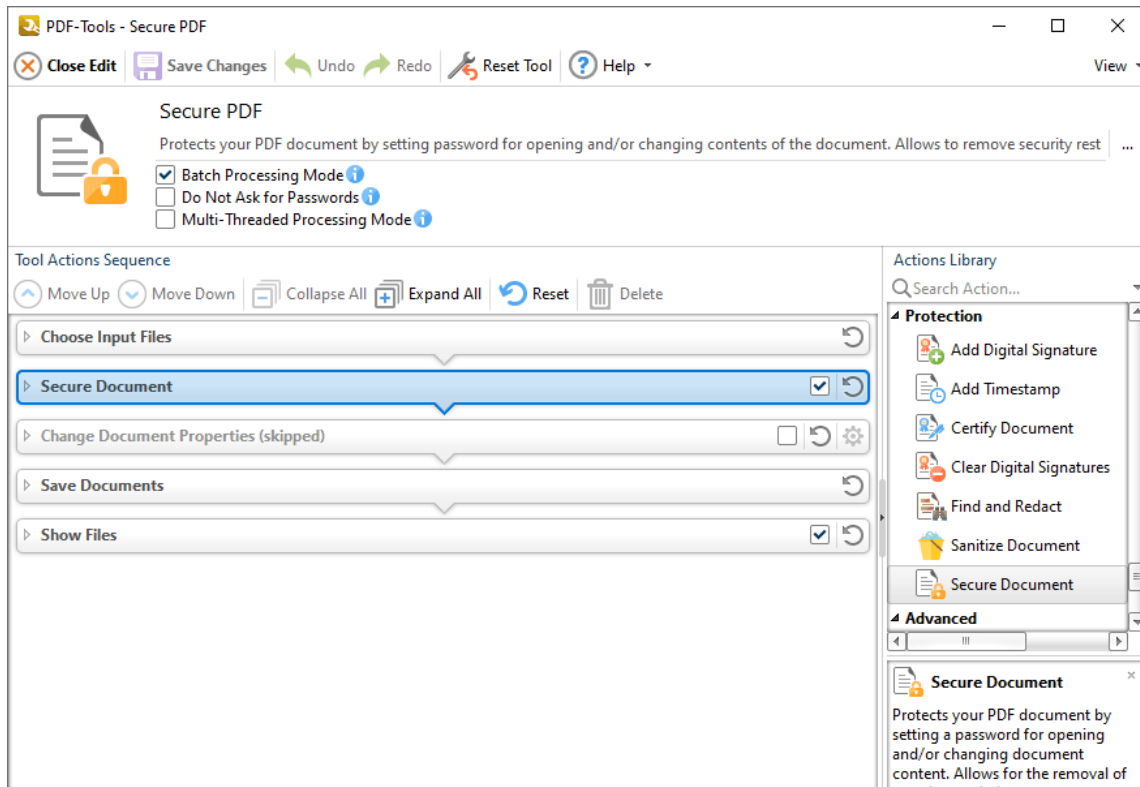 PDF-Tools - Secure PDF
Close Edit Save Changes Undo Redo Reset Tool Help View
Secure PDF
Protects your PDF document by setting password for opening and/or changing contents of the document. Allows to remove security rest ...
Batch Processing Mode
Do Not Ask for Passwords
Multi-Threaded Processing Mode
Tool Actions Sequence
Move Up Move Down Collapse All Expand All Reset Delete
Choose Input Files
Secure Document
Change Document Properties (skipped)
Save Documents
Show Files
Actions Library
Search Action...
Protection
Add Digital Signature
Add Timestamp
Certify Document
Clear Digital Signatures
Find and Redact
Sanitize Document
Secure Document
Advanced
Secure Document
Protects your PDF document by
setting a password for opening
and/or changing document
content. Allows for the removal of